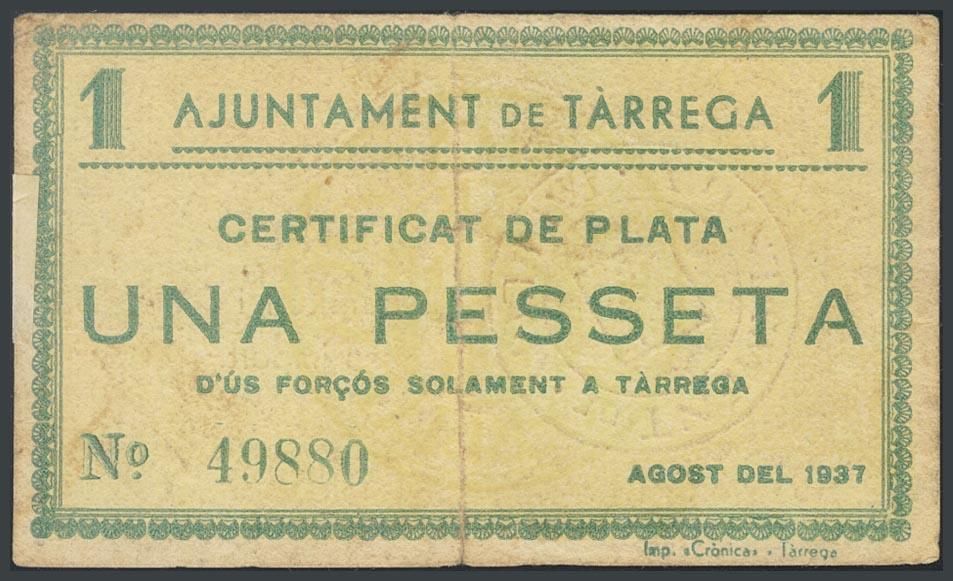 1 AJUNTAMENT DE TÀRREGA 1
CERTIFICAT DE PLATA
UNA PESSETA
D'ÚS FORÇÓS SOLAMENT A TÀRREGA
Nº 49880
AGOST DEL 1937
Imp. «Crònica» - Tàrrega